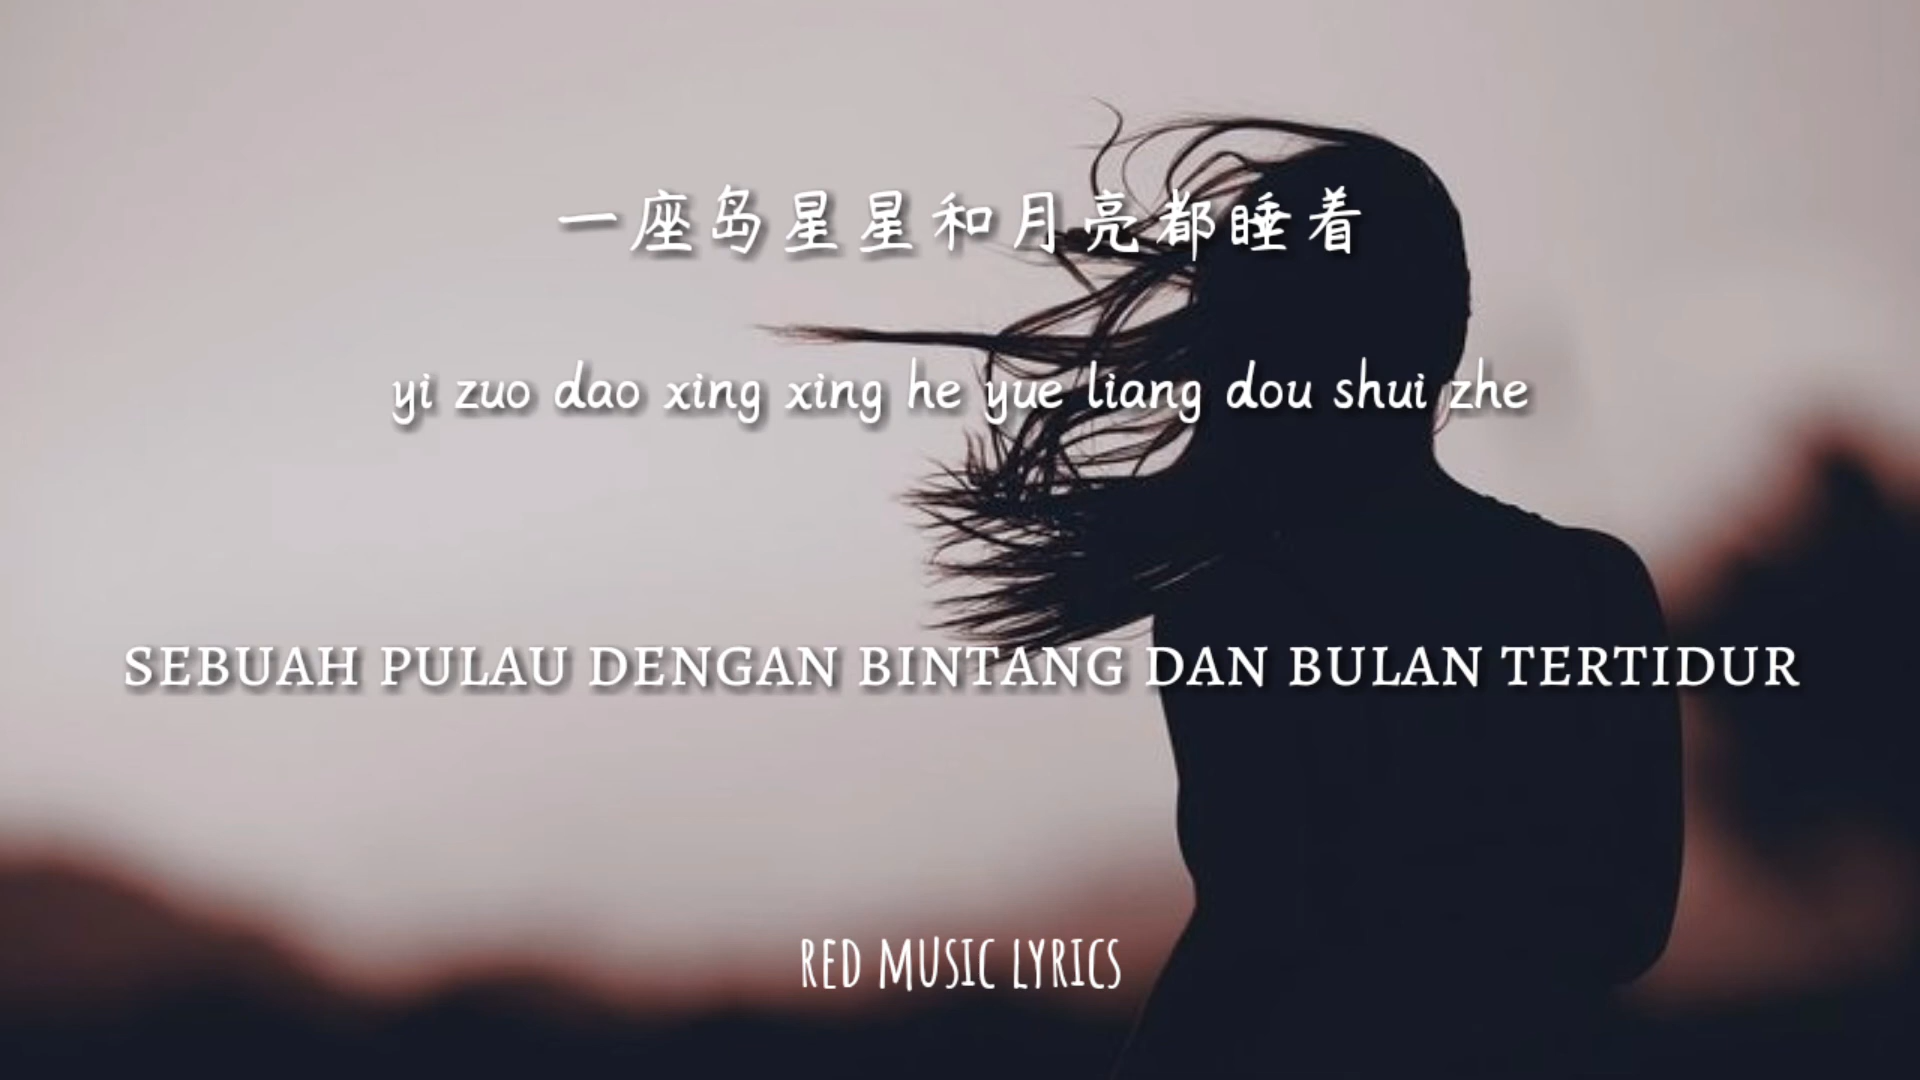 一座岛星星和月亮都睡着
yi zuo dao xing xing he yue liang dou shui zhe
SEBUAH PULAU DENGAN BINTANG DAN BULAN TERTIDUR
RED MUSIC LYRICS